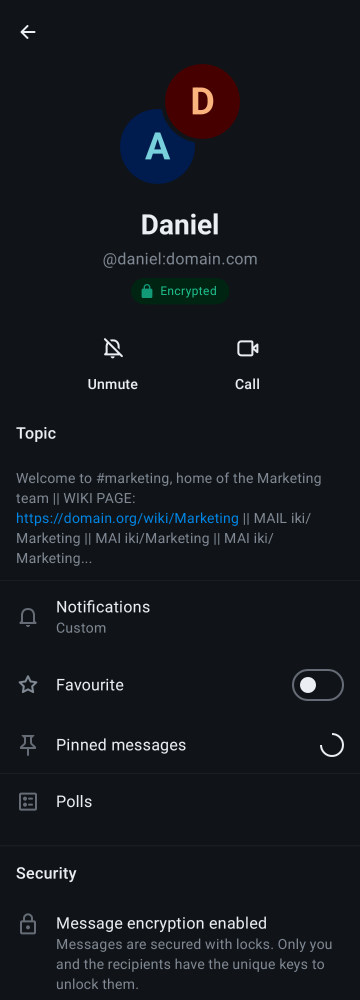 D
A
Daniel
@daniel:domain.com
Encrypted
Unmute
Call
Topic
Welcome to #marketing, home of the Marketing
team || WIKI PAGE:
https://domain.org/wiki/Marketing || MAIL iki/
Marketing || MAI iki/Marketing || MAI iki/
Marketing...
Notifications
Custom
Favourite
Pinned messages
Polls
Security
Message encryption enabled
Messages are secured with locks. Only you
and the recipients have the unique keys to
unlock them.